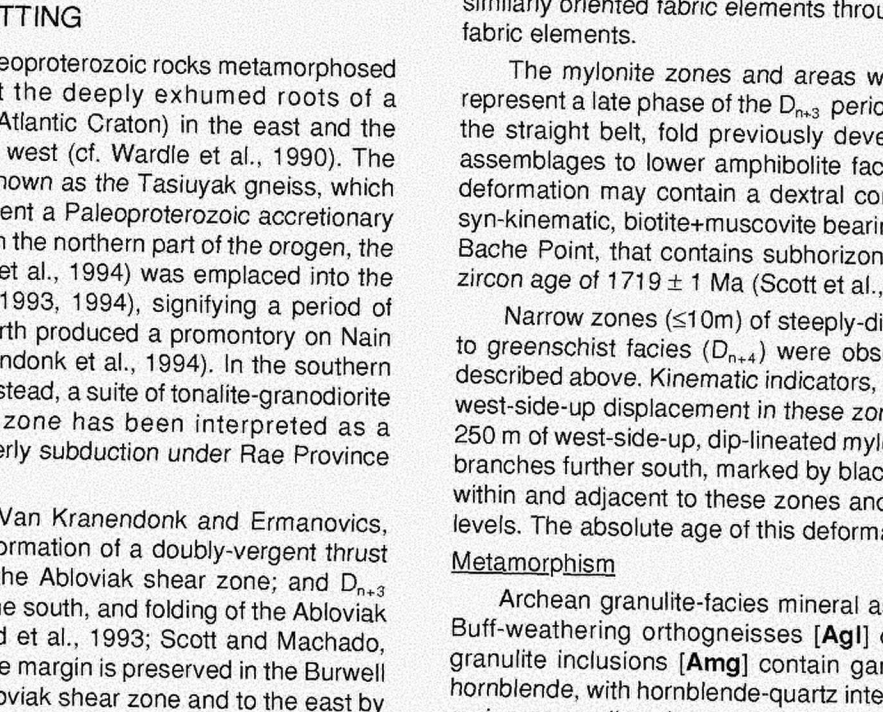 TTING
eoproterozoic rocks metamorphosed
t the deeply exhumed roots of a
Atlantic Craton) in the east and the
west (cf. Wardle et al., 1990). The
nown as the Tasiuyak gneiss, which
ent a Paleoproterozoic accretionary
n the northern part of the orogen, the
et al., 1994) was emplaced into the
1993, 1994), signifying a period of
rth produced a promontory on Nain
ndonk et al., 1994). In the southern
stead, a suite of tonalite-granodiorite
zone has been interpreted as a
erly subduction under Rae Province
Van Kranendonk and Ermanovics,
ormation of a doubly-vergent thrust
he Abloviak shear zone; and Dn+3
e south, and folding of the Abloviak
d et al., 1993; Scott and Machado,
e margin is preserved in the Burwell
oviak shear zone and to the east by
similarly oriented fabric elements throu
fabric elements.
The mylonite zones and areas w
represent a late phase of the Dn+3 perio
the straight belt, fold previously deve
assemblages to lower amphibolite fac
deformation may contain a dextral co
syn-kinematic, biotite+muscovite bearin
Bache Point, that contains subhorizon
zircon age of 1719 ± 1 Ma (Scott et al.,
Narrow zones (≤10m) of steeply-di
to greenschist facies (Dn+4) were obs
described above. Kinematic indicators,
west-side-up displacement in these zon
250 m of west-side-up, dip-lineated myl
branches further south, marked by blac
within and adjacent to these zones and
levels. The absolute age of this deforma
Metamorphism
Archean granulite-facies mineral a
Buff-weathering orthogneisses [Agl]
granulite inclusions [Amg] contain gar
hornblende, with hornblende-quartz inte